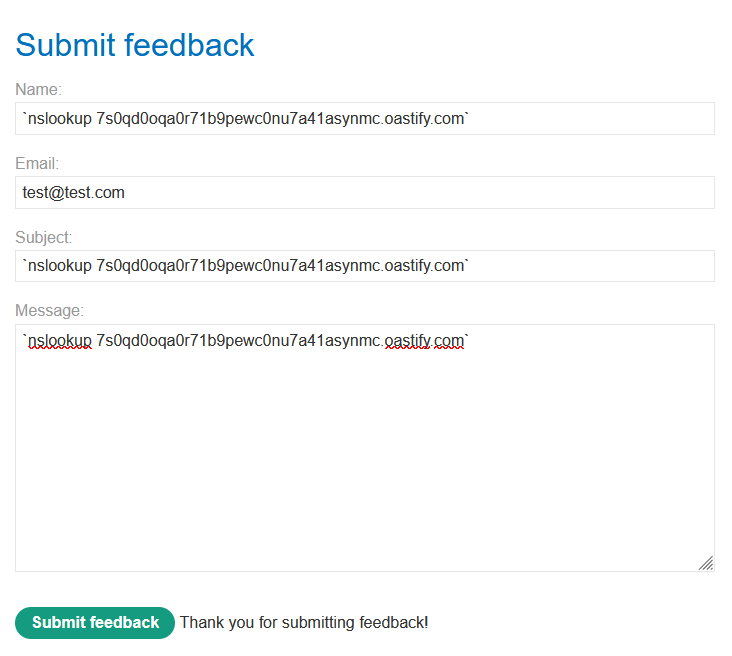 Submit feedback
Name:
`nslookup 7s0qd0oqa0r71b9pewc0nu7a41asynmc.oastify.com`
Email:
test@test.com
Subject:
`nslookup 7s0qd0oqa0r71b9pewc0nu7a41asynmc.oastify.com`
Message:
`nslookup 7s0qd0oqa0r71b9pewc0nu7a41asynmc.oastify.com`
Submit feedback Thank you for submitting feedback!